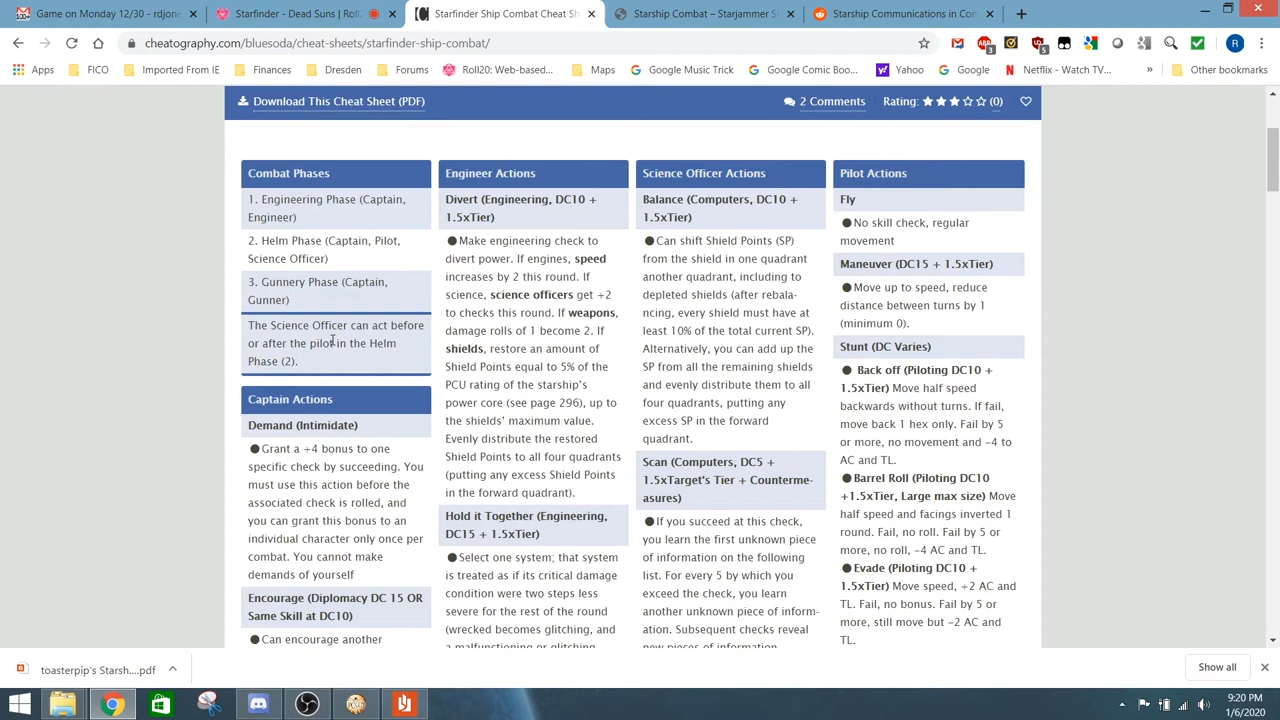 Game on Monday 12/30 - rdjone
Starfinder - Dead Suns | Roll
Starfinder Ship Combat Cheat Sh
Starship Combat – Starjammer S
Starship Communications in Com
cheatography.com/bluesoda/cheat-sheets/starfinder-ship-combat/
Apps
FICO
Imported From IE
Finances
Dresden
Forums
Roll20: Web-based...
Maps
Google Music Trick
Google Comic Boo...
Yahoo
Google
Netflix - Watch TV...
»
Other bookmarks
Download This Cheat Sheet (PDF)
2 Comments
Rating:
(0)
Combat Phases
1. Engineering Phase (Captain,
Engineer)
2. Helm Phase (Captain, Pilot,
Science Officer)
3. Gunnery Phase (Captain,
Gunner)
The Science Officer can act before
or after the pilot in the Helm
Phase (2).
Captain Actions
Demand (Intimidate)
●Grant a +4 bonus to one
specific check by succeeding. You
must use this action before the
associated check is rolled, and
you can grant this bonus to an
individual character only once per
combat. You cannot make
demands of yourself
Encourage (Diplomacy DC 15 OR
Same Skill at DC10)
●Can encourage another
Engineer Actions
Divert (Engineering, DC10 +
1.5xTier)
●Make engineering check to
divert power. If engines, speed
increases by 2 this round. If
science, science officers get +2
to checks this round. If weapons,
damage rolls of 1 become 2. If
shields, restore an amount of
Shield Points equal to 5% of the
PCU rating of the starship's
power core (see page 296), up to
the shields' maximum value.
Evenly distribute the restored
Shield Points to all four quadrants
(putting any excess Shield Points
in the forward quadrant).
Hold it Together (Engineering,
DC15 + 1.5xTier)
●Select one system; that system
is treated as if its critical damage
condition were two steps less
severe for the rest of the round
(wrecked becomes glitching, and
a malfunctioning or glitching
Science Officer Actions
Balance (Computers, DC10 +
1.5xTier)
●Can shift Shield Points (SP)
from the shield in one quadrant
another quadrant, including to
depleted shields (after rebala-
ncing, every shield must have at
least 10% of the total current SP).
Alternatively, you can add up the
SP from all the remaining shields
and evenly distribute them to all
four quadrants, putting any
excess SP in the forward
quadrant.
Scan (Computers, DC5 +
1.5xTarget's Tier + Counterme-
asures)
●If you succeed at this check,
you learn the first unknown piece
of information on the following
list. For every 5 by which you
exceed the check, you learn
another unknown piece of inform-
ation. Subsequent checks reveal
new pieces of information
Pilot Actions
Fly
●No skill check, regular
movement
Maneuver (DC15 + 1.5xTier)
●Move up to speed, reduce
distance between turns by 1
(minimum 0).
Stunt (DC Varies)
● Back off (Piloting DC10 +
1.5xTier) Move half speed
backwards without turns. If fail,
move back 1 hex only. Fail by 5
or more, no movement and -4 to
AC and TL.
●Barrel Roll (Piloting DC10
+1.5xTier, Large max size) Move
half speed and facings inverted 1
round. Fail, no roll. Fail by 5 or
more, no roll, -4 AC and TL.
●Evade (Piloting DC10 +
1.5xTier) Move speed, +2 AC and
TL. Fail, no bonus. Fail by 5 or
more, still move but -2 AC and
TL.
toasterpip's Starsh....pdf
Show all
9:20 PM
1/6/2020